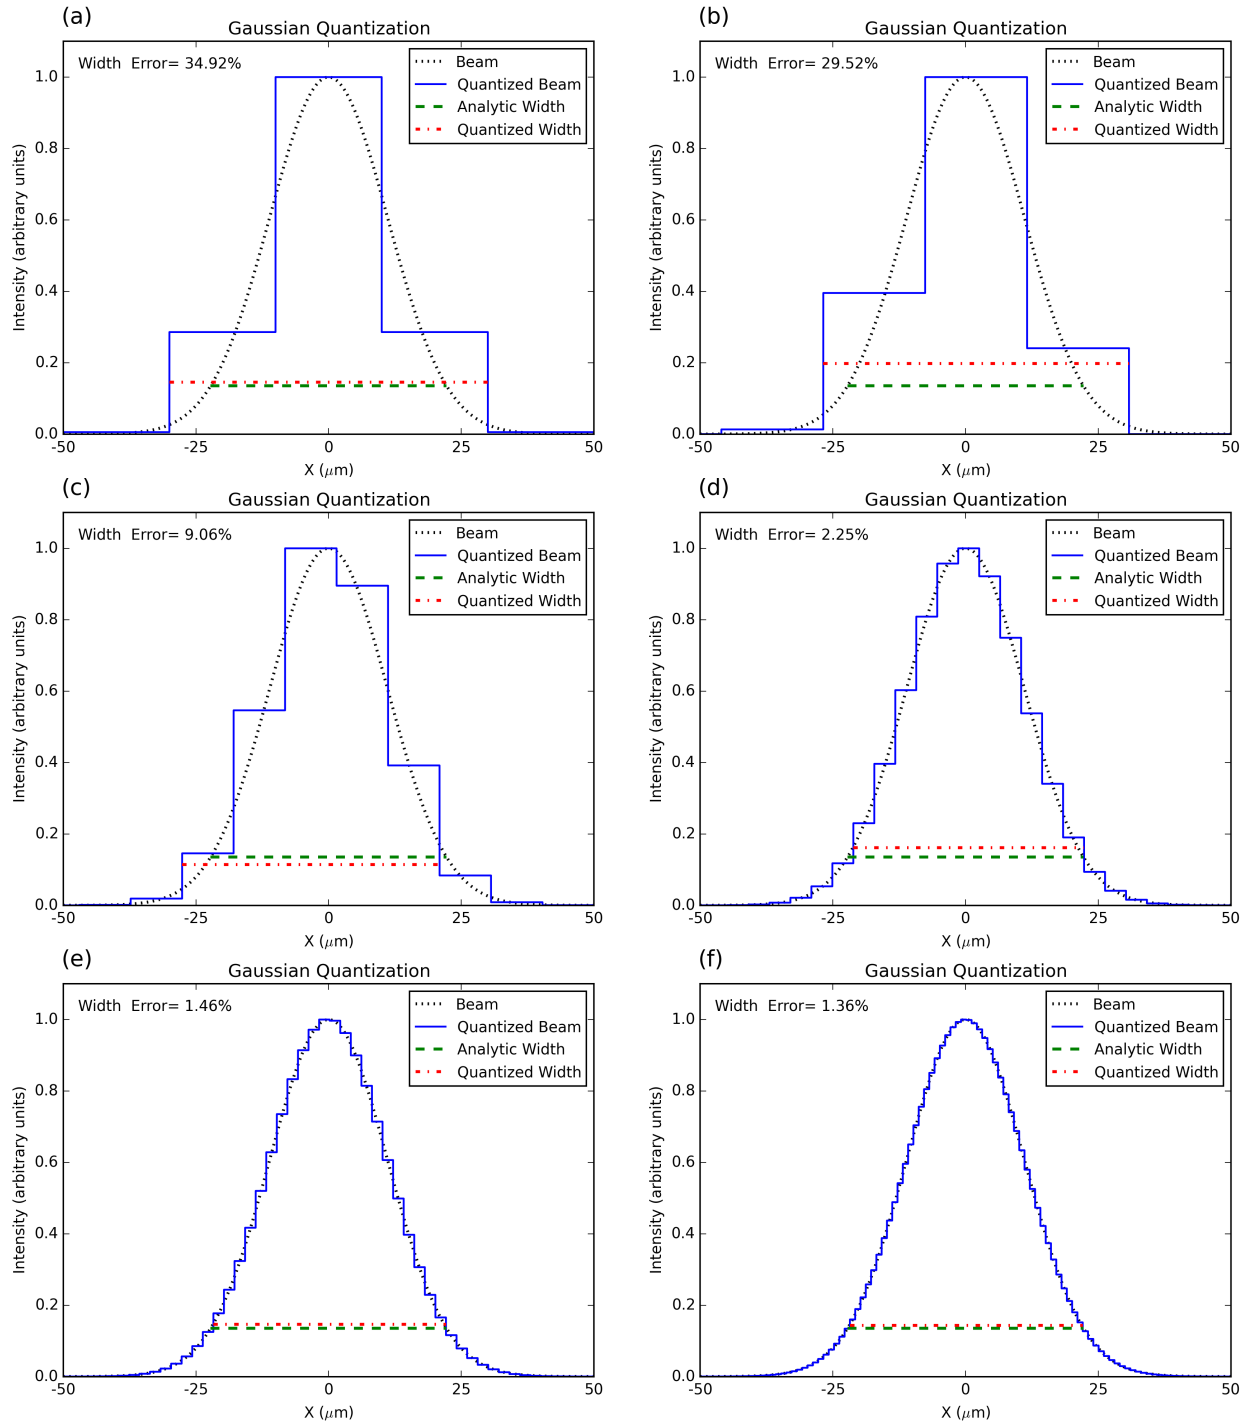 (a)
Gaussian Quantization
Width  Error= 34.92%
Beam
Quantized Beam
Analytic Width
Quantized Width
Intensity (arbitrary units)
1.0
0.8
0.6
0.4
0.2
0.0
-50
-25
0
25
50
X (μm)
(b)
Gaussian Quantization
Width  Error= 29.52%
Beam
Quantized Beam
Analytic Width
Quantized Width
Intensity (arbitrary units)
1.0
0.8
0.6
0.4
0.2
0.0
-50
-25
0
25
50
X (μm)
(c)
Gaussian Quantization
Width  Error= 9.06%
Beam
Quantized Beam
Analytic Width
Quantized Width
Intensity (arbitrary units)
1.0
0.8
0.6
0.4
0.2
0.0
-50
-25
0
25
50
X (μm)
(d)
Gaussian Quantization
Width  Error= 2.25%
Beam
Quantized Beam
Analytic Width
Quantized Width
Intensity (arbitrary units)
1.0
0.8
0.6
0.4
0.2
0.0
-50
-25
0
25
50
X (μm)
(e)
Gaussian Quantization
Width  Error= 1.46%
Beam
Quantized Beam
Analytic Width
Quantized Width
Intensity (arbitrary units)
1.0
0.8
0.6
0.4
0.2
0.0
-50
-25
0
25
50
X (μm)
(f)
Gaussian Quantization
Width  Error= 1.36%
Beam
Quantized Beam
Analytic Width
Quantized Width
Intensity (arbitrary units)
1.0
0.8
0.6
0.4
0.2
0.0
-50
-25
0
25
50
X (μm)